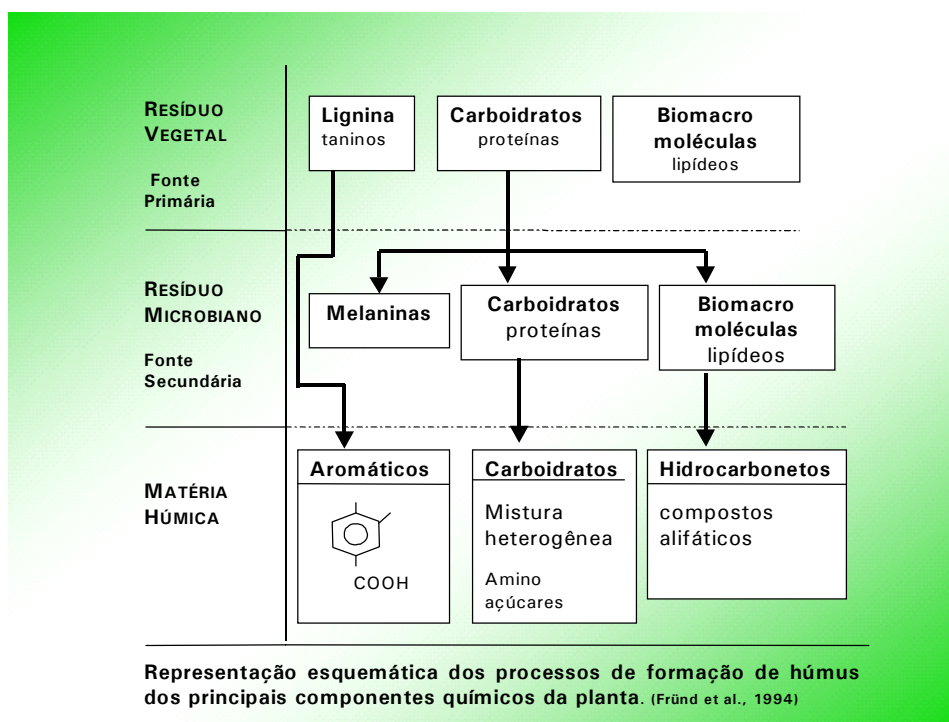 RESÍDUO
VEGETAL
Fonte
Primária
Lignina
taninos
Carboidratos
proteínas
Biomacro
moléculas
lipídeos
RESÍDUO
MICROBIANO
Fonte
Secundária
Melaninas
Carboidratos
proteínas
Biomacro
moléculas
lipídeos
MATÉRIA
HÚMICA
Aromáticos
COOH
Carboidratos
Mistura
heterogênea
Amino
açúcares
Hidrocarbonetos
compostos
alifáticos
Representação esquemática dos processos de formação de húmus
dos principais componentes químicos da planta. (Fründ et al., 1994)